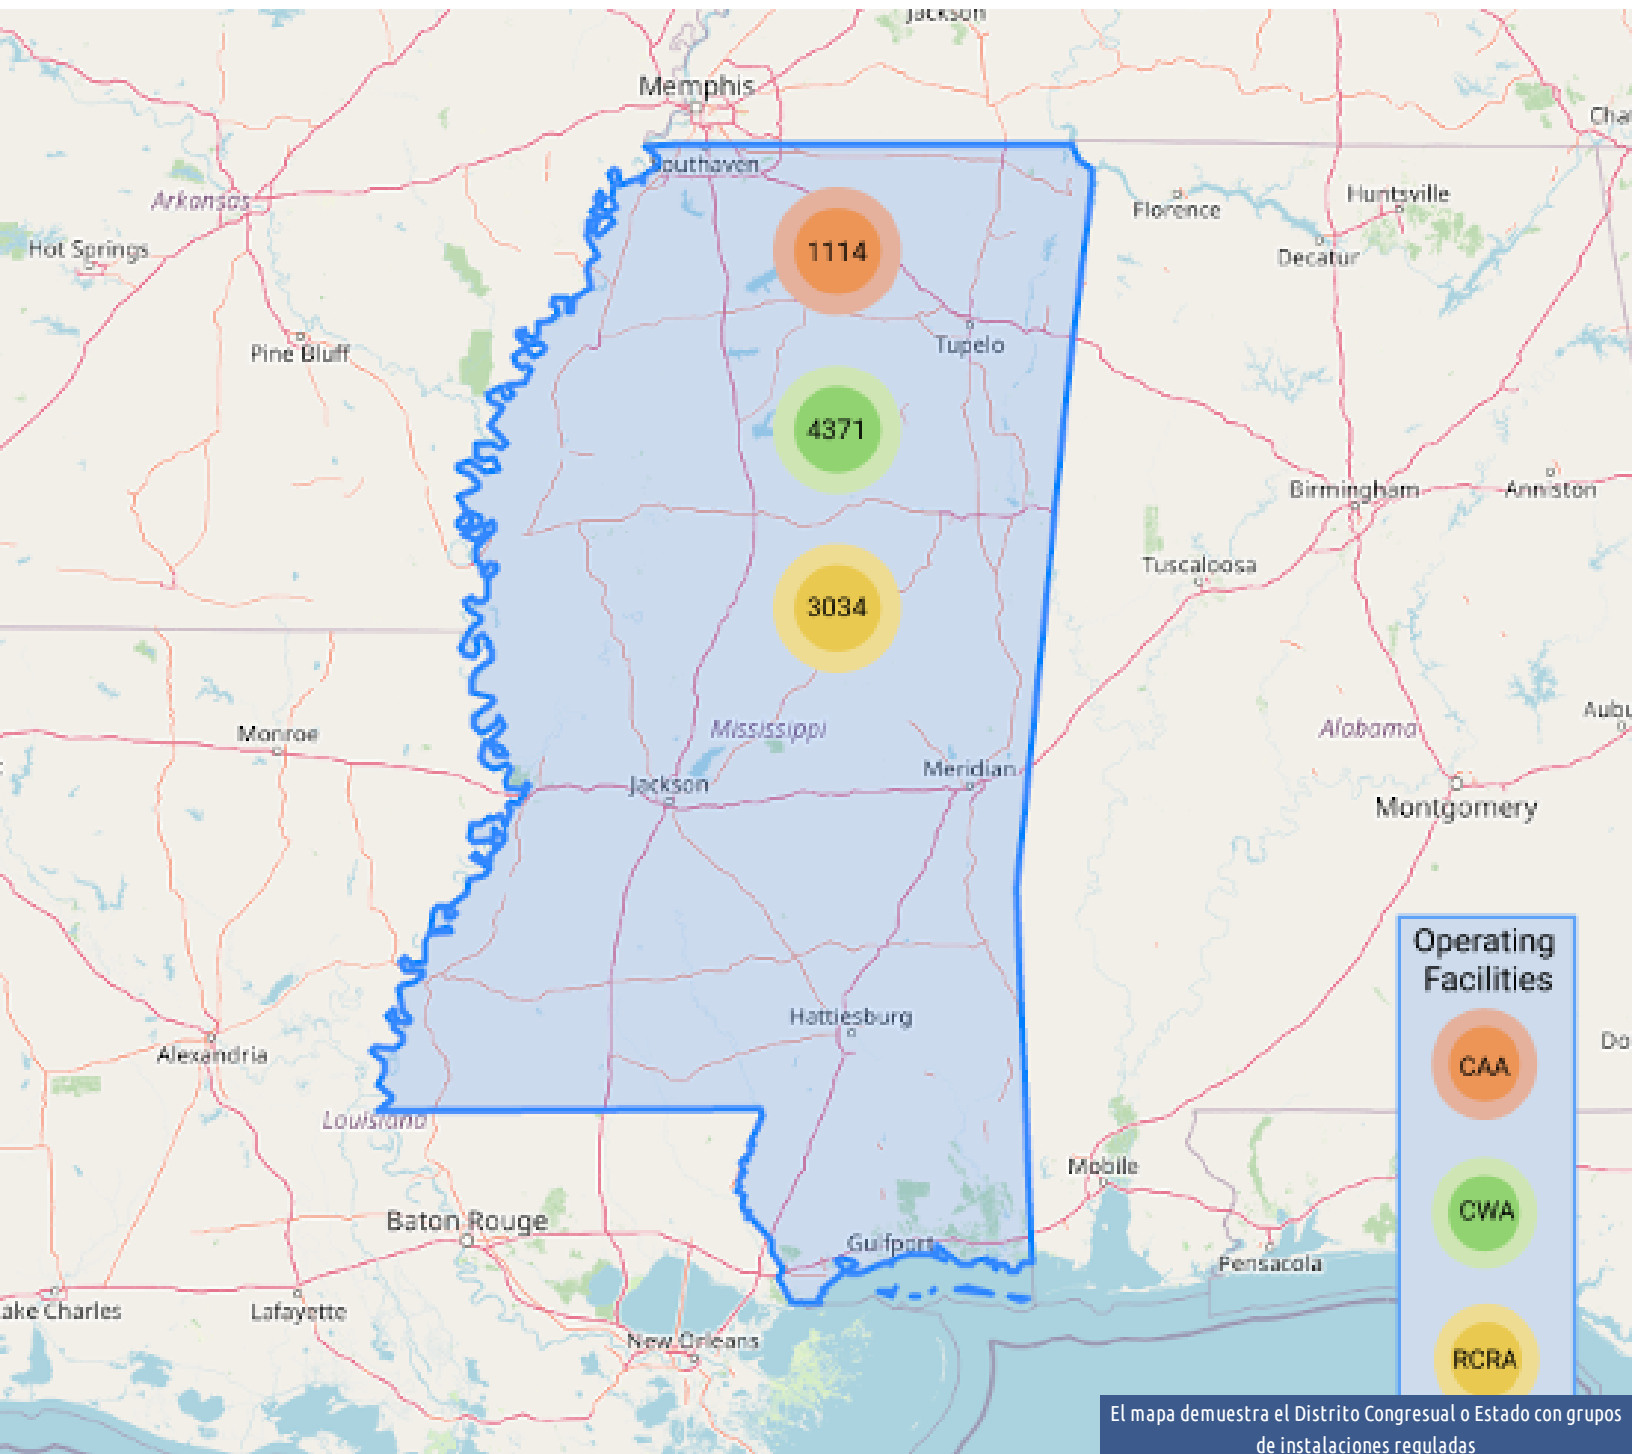 Jackson
Memphis
Southaven
Arkansas
Hot Springs
Florence
Huntsville
Decatur
1114
Pine Bluff
Tupelo
4371
Birmingham
Anniston
Tuscaloosa
3034
Monroe
Mississippi
Alabama
Jackson
Meridian
Montgomery
Operating
Facilities
Hattiesburg
Alexandria
CAA
Louisiana
Mobile
CWA
Baton Rouge
Gulfport
Pensacola
Lafayette
New Orleans
RCRA
El mapa demuestra el Distrito Congresual o Estado con grupos
de instalaciones reguladas